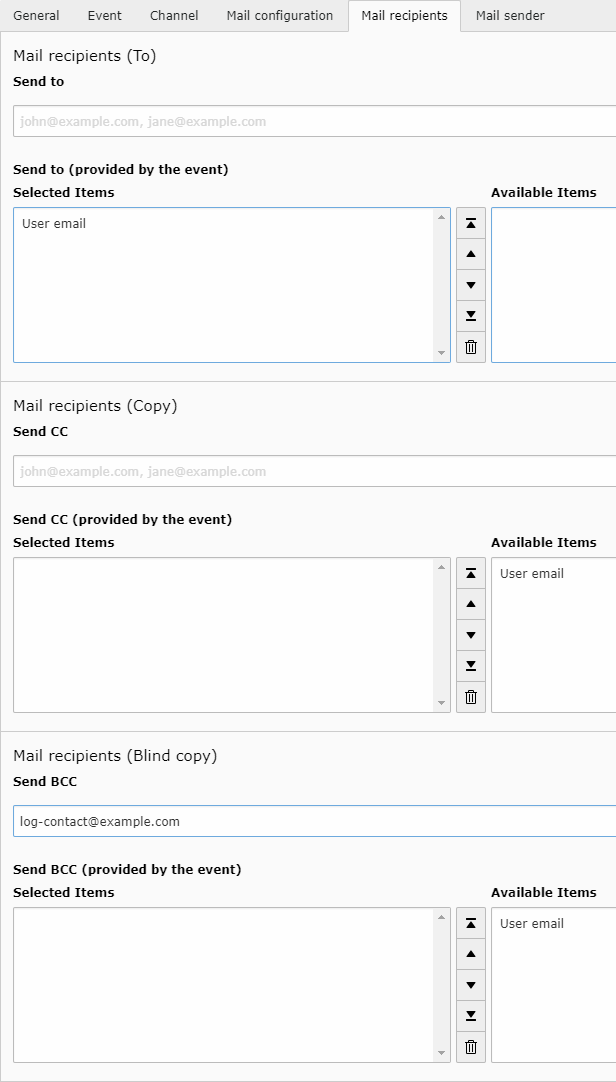 General Event Channel Mail configuration Mail recipients Mail sender
Mail recipients (To)
Send to
john@example.com, jane@example.com
Send to (provided by the event)
Selected Items Available Items
User email
Mail recipients (Copy)
Send CC
john@example.com, jane@example.com
Send CC (provided by the event)
Selected Items Available Items
User email
Mail recipients (Blind copy)
Send BCC
log-contact@example.com
Send BCC (provided by the event)
Selected Items Available Items
User email